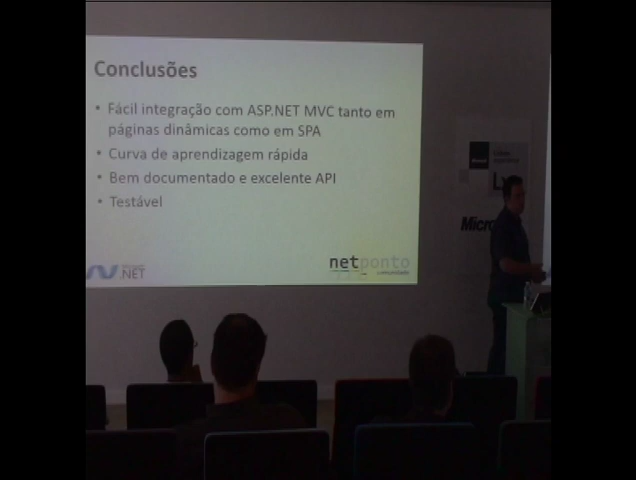 Conclusões
• Fácil integração com ASP.NET MVC tanto em
páginas dinâmicas como em SPA
• Curva de aprendizagem rápida
• Bem documentado e excelente API
• Testável
.NET
netponto
comunidade